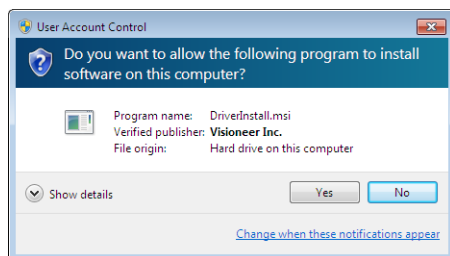 User Account Control
Do you want to allow the following program to install
software on this computer?
Program name: DriverInstall.msi
Verified publisher: Visioneer Inc.
File origin: Hard drive on this computer
Show details
Yes
No
Change when these notifications appear